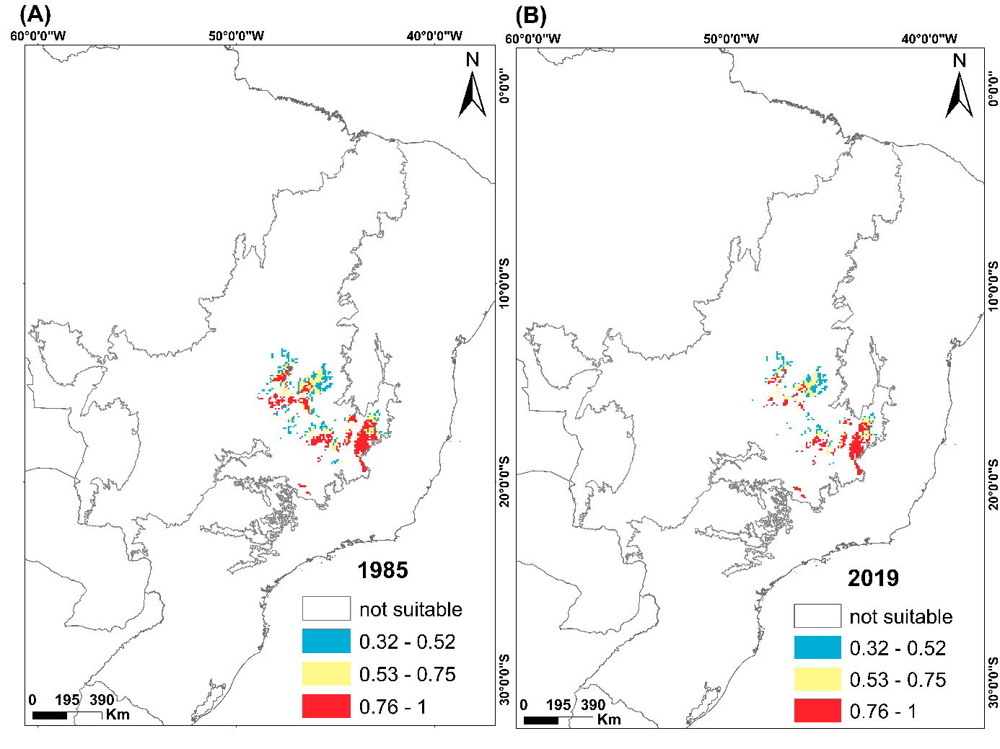 (A)
60°0'0"W 50°0'0"W 40°0'0"W
N
0°0'0"
10°0'0"S
20°0'0"S
30°0'0"S
1985
not suitable
0.32 - 0.52
0.53 - 0.75
0.76 - 1
0 195 390
Km
(B)
60°0'0"W 50°0'0"W 40°0'0"W
N
0°0'0"
10°0'0"S
20°0'0"S
30°0'0"S
2019
not suitable
0.32 - 0.52
0.53 - 0.75
0.76 - 1
0 195 390
Km